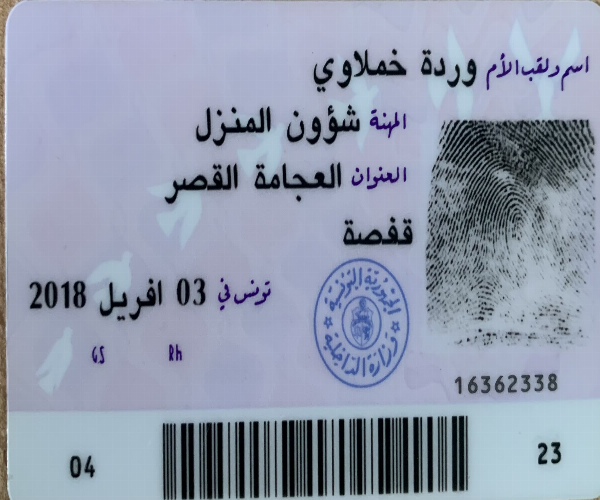 اسم ولقب الأم وردة خملاوي
المهنة شؤون المنزل
العنوان العجامة القصر
قفصة
تونس في 03 افريل 2018
الجمهورية التونسية
وزارة الداخلية
GS Rh
16362338
04 23